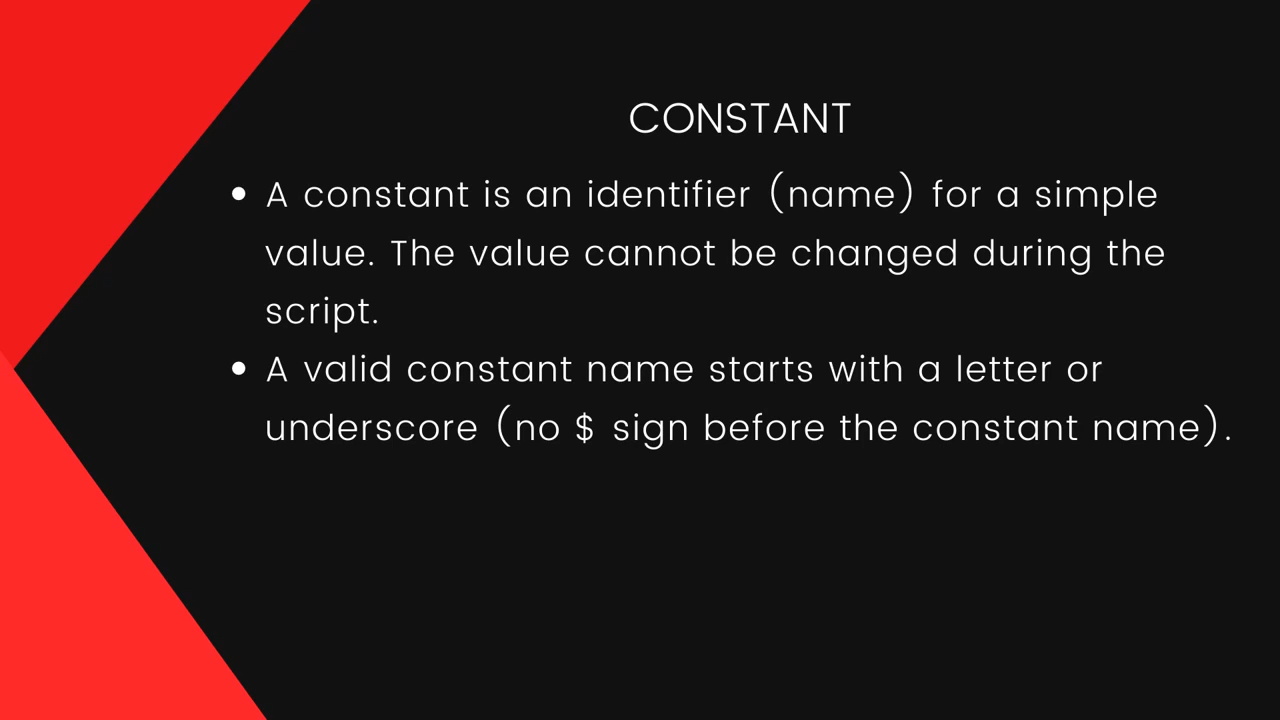 CONSTANT
• A constant is an identifier (name) for a simple
value. The value cannot be changed during the
script.
• A valid constant name starts with a letter or
underscore (no $ sign before the constant name).